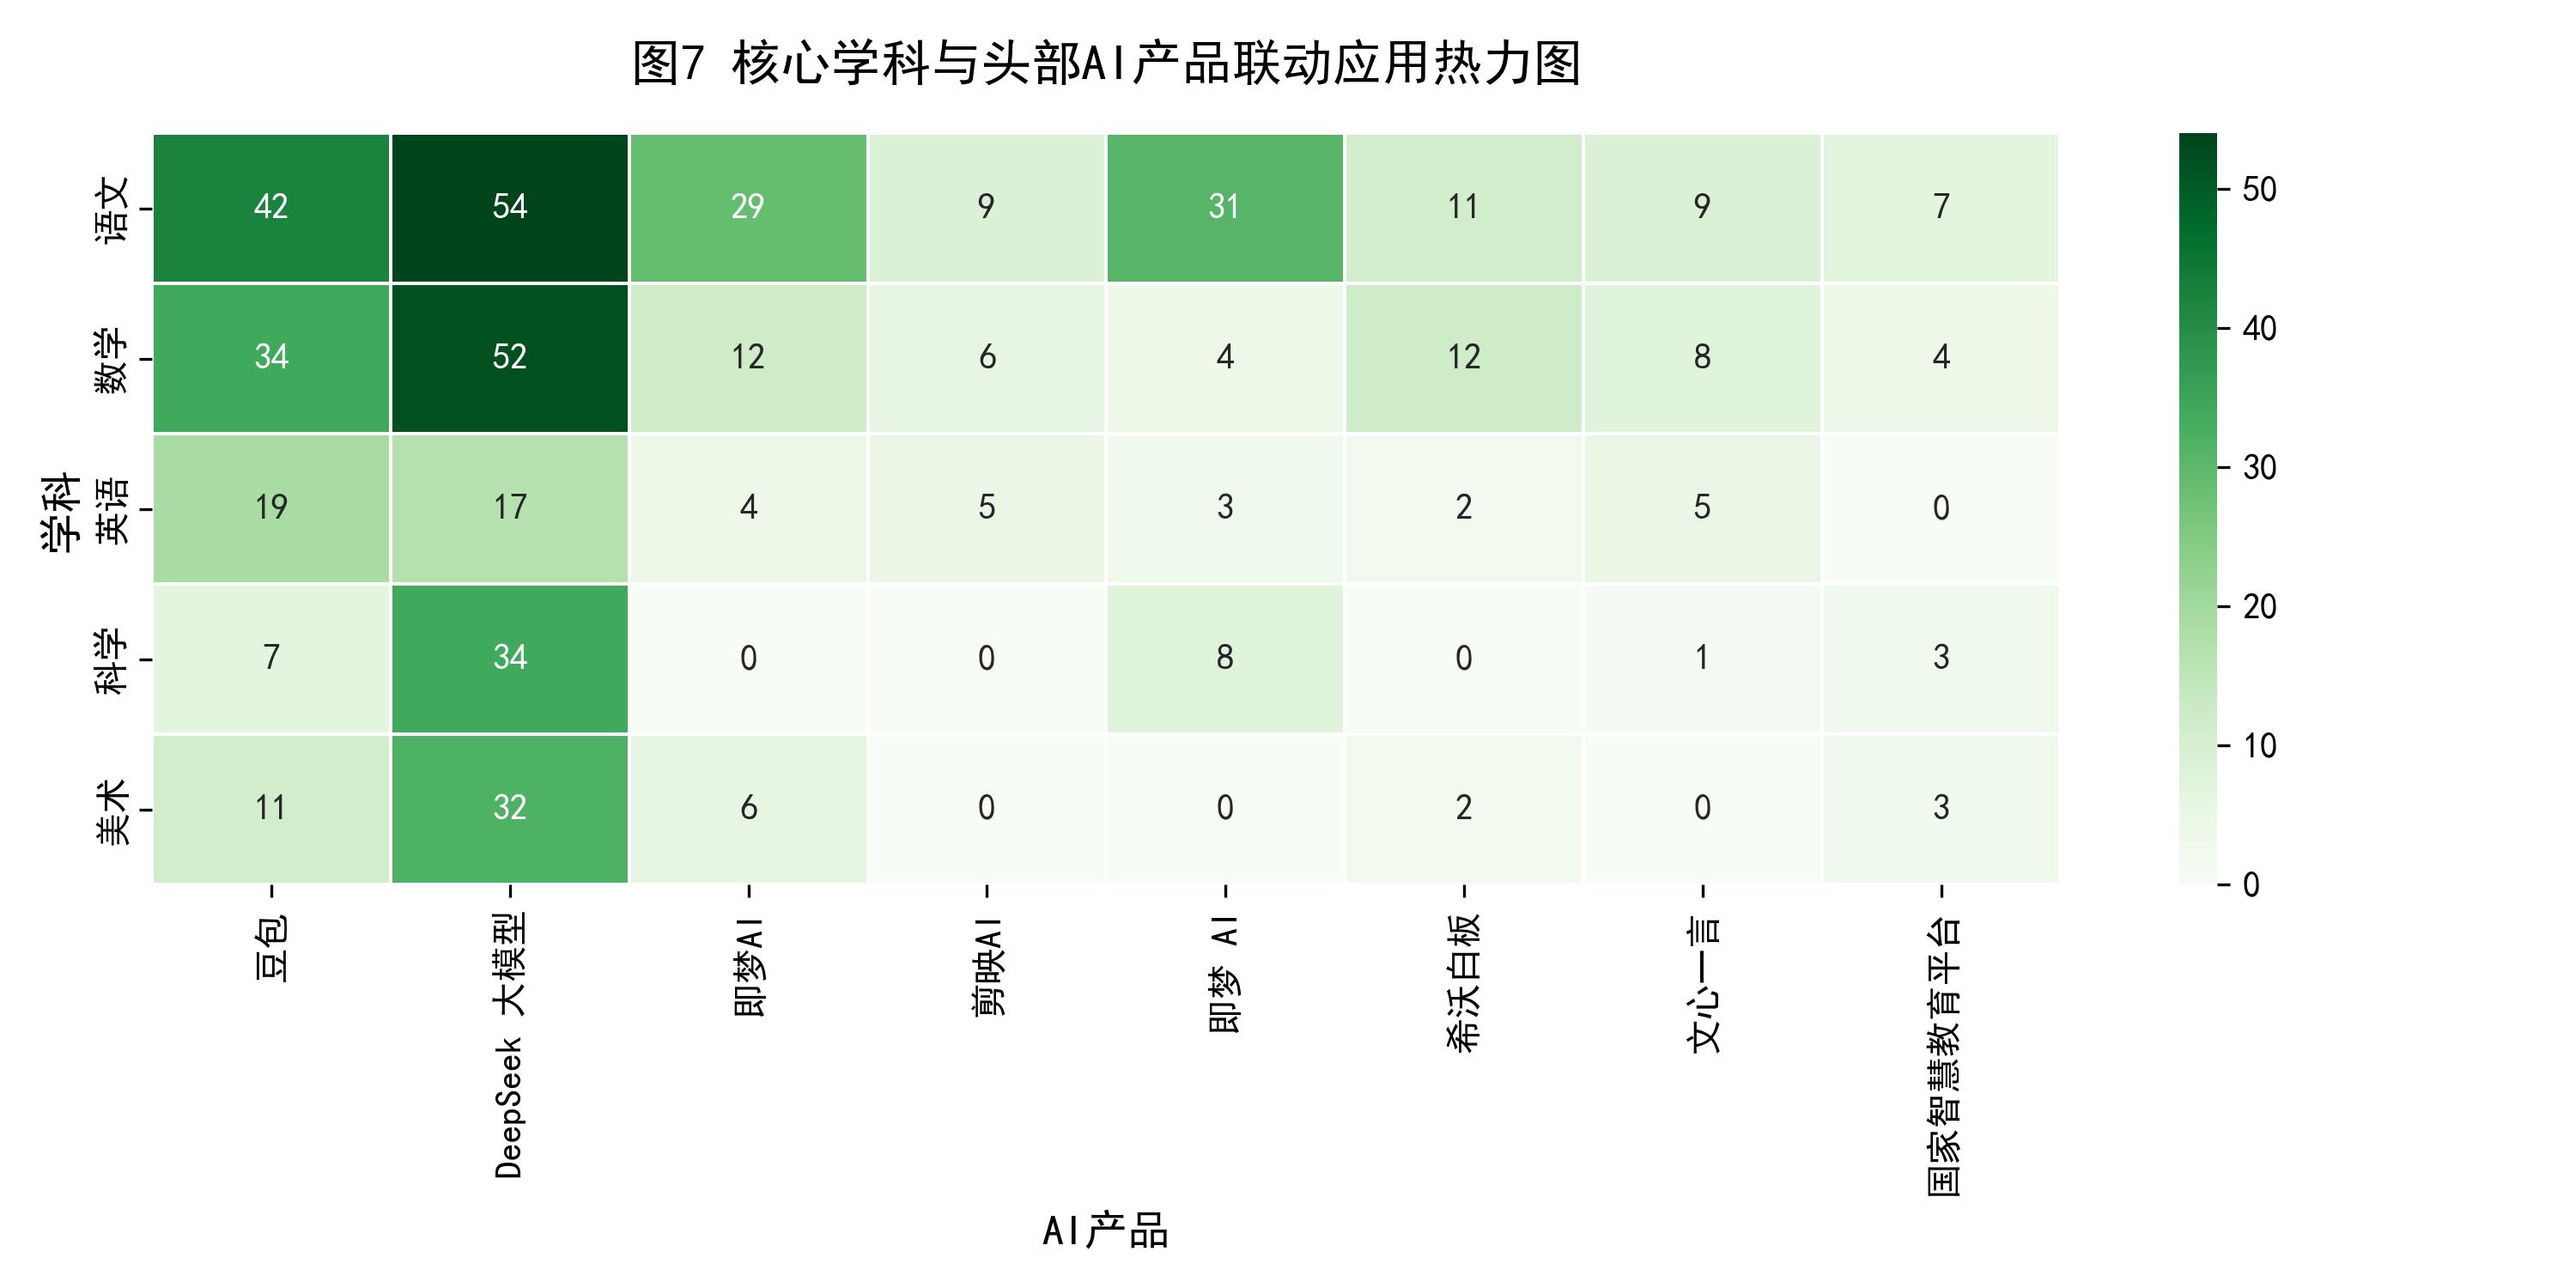 图7 核心学科与头部AI产品联动应用热力图
学科
语文 42 54 29 9 31 11 9 7
数学 34 52 12 6 4 12 8 4
英语 19 17 4 5 3 2 5 0
科学 7 34 0 0 8 0 1 3
美术 11 32 6 0 0 2 0 3
豆包
DeepSeek 大模型
即梦AI
剪映AI
即梦 AI
希沃白板
文心一言
国家智慧教育平台
AI产品
50
40
30
20
10
0